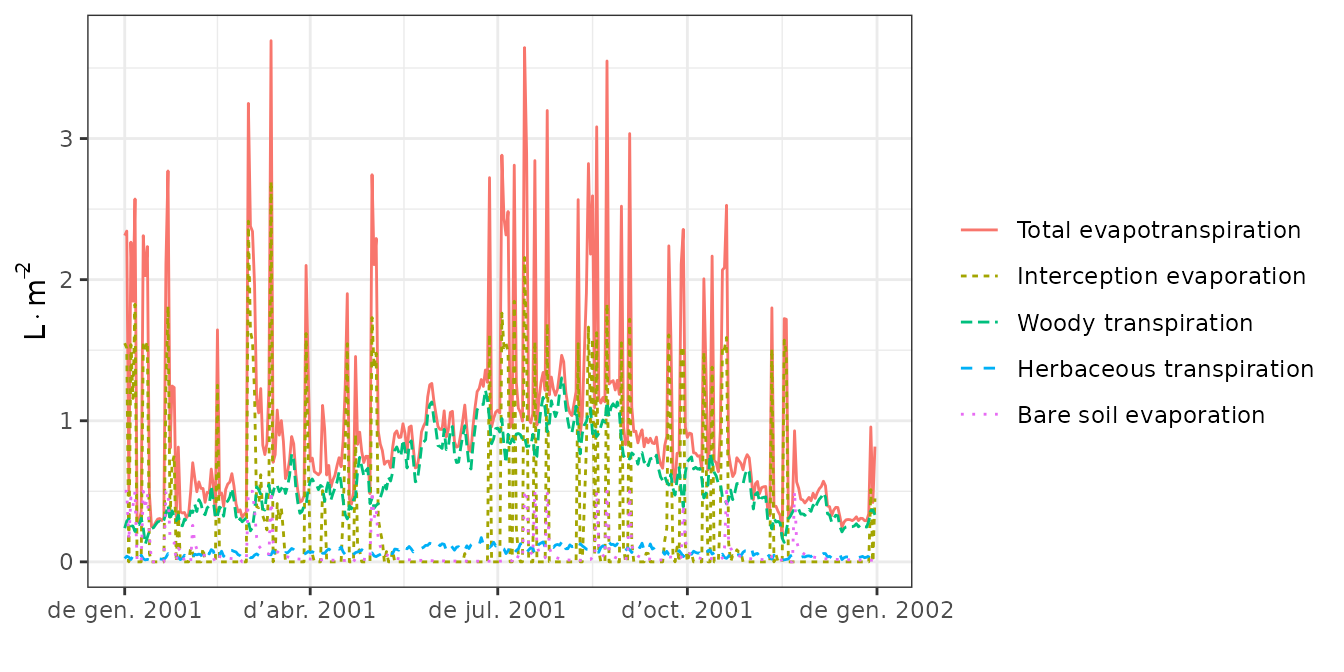 L · m⁻²
3
2
1
0
de gen. 2001 d’abr. 2001 de jul. 2001 d’oct. 2001 de gen. 2002
Total evapotranspiration
Interception evaporation
Woody transpiration
Herbaceous transpiration
Bare soil evaporation